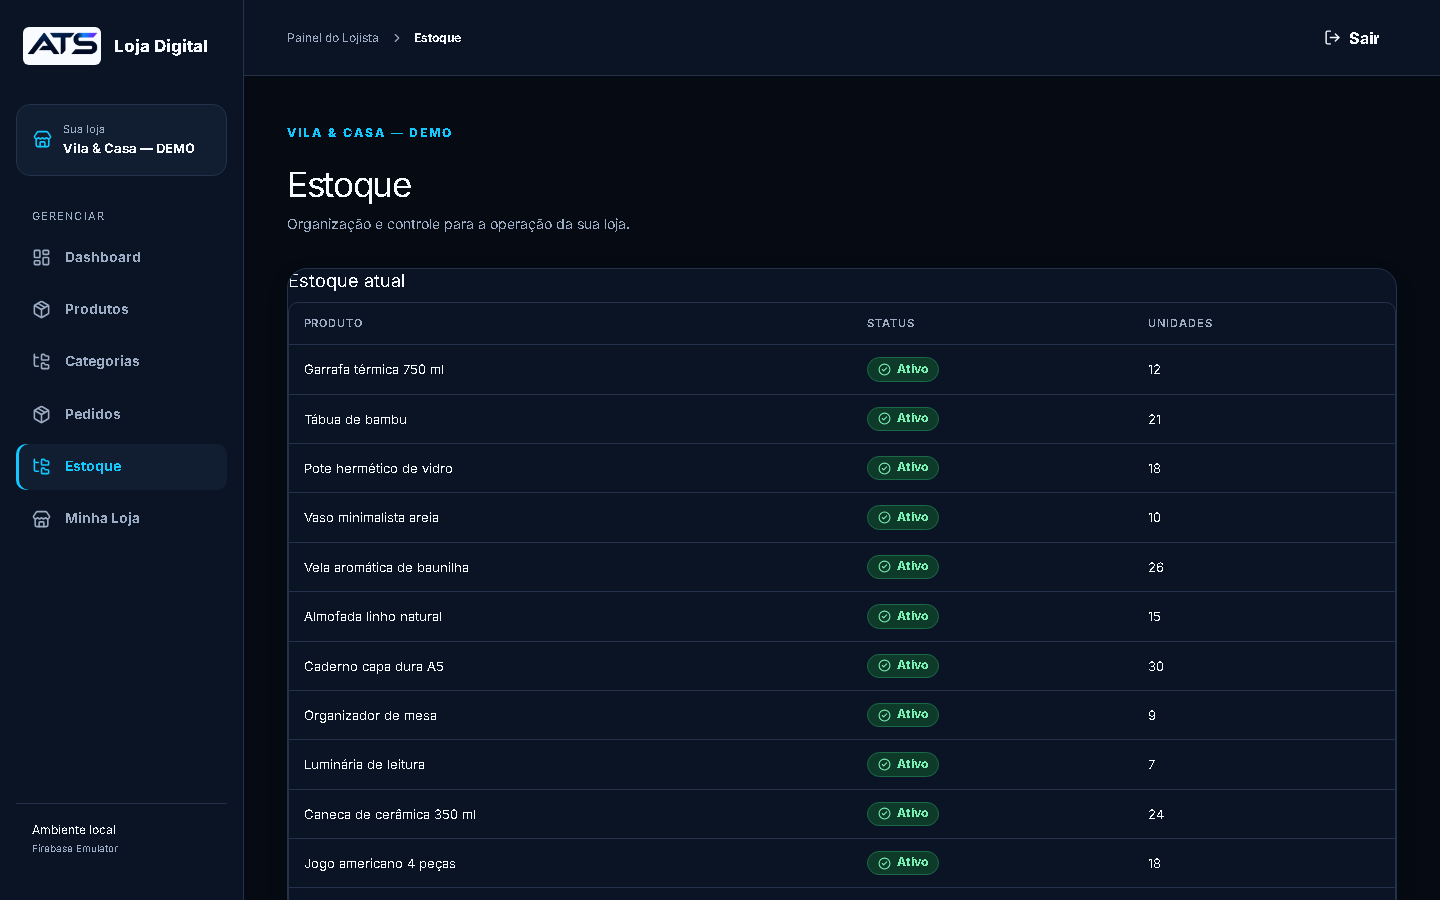 ATS Loja Digital
Painel do Lojista > Estoque
Sair
Sua loja
Vila & Casa — DEMO
GERENCIAR
Dashboard
Produtos
Categorias
Pedidos
Estoque
Minha Loja
Ambiente local
Firebase Emulator
VILA & CASA — DEMO
Estoque
Organização e controle para a operação da sua loja.
Estoque atual
PRODUTO STATUS UNIDADES
Garrafa térmica 750 ml Ativo 12
Tábua de bambu Ativo 21
Pote hermético de vidro Ativo 18
Vaso minimalista areia Ativo 10
Vela aromática de baunilha Ativo 26
Almofada linho natural Ativo 15
Caderno capa dura A5 Ativo 30
Organizador de mesa Ativo 9
Luminária de leitura Ativo 7
Caneca de cerâmica 350 ml Ativo 24
Jogo americano 4 peças Ativo 18